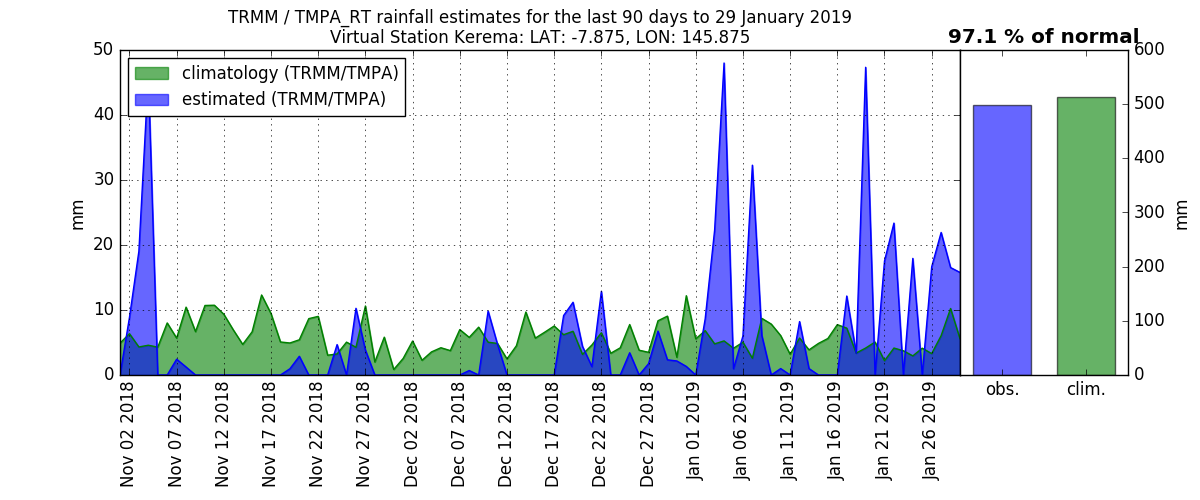 TRMM / TMPA_RT rainfall estimates for the last 90 days to 29 January 2019
Virtual Station Kerema: LAT: -7.875, LON: 145.875
97.1 % of normal
climatology (TRMM/TMPA)
estimated (TRMM/TMPA)
50
40
30
20
10
0
mm
600
500
400
300
200
100
0
mm
Nov 02 2018
Nov 07 2018
Nov 12 2018
Nov 17 2018
Nov 22 2018
Nov 27 2018
Dec 02 2018
Dec 07 2018
Dec 12 2018
Dec 17 2018
Dec 22 2018
Dec 27 2018
Jan 01 2019
Jan 06 2019
Jan 11 2019
Jan 16 2019
Jan 21 2019
Jan 26 2019
obs.
clim.